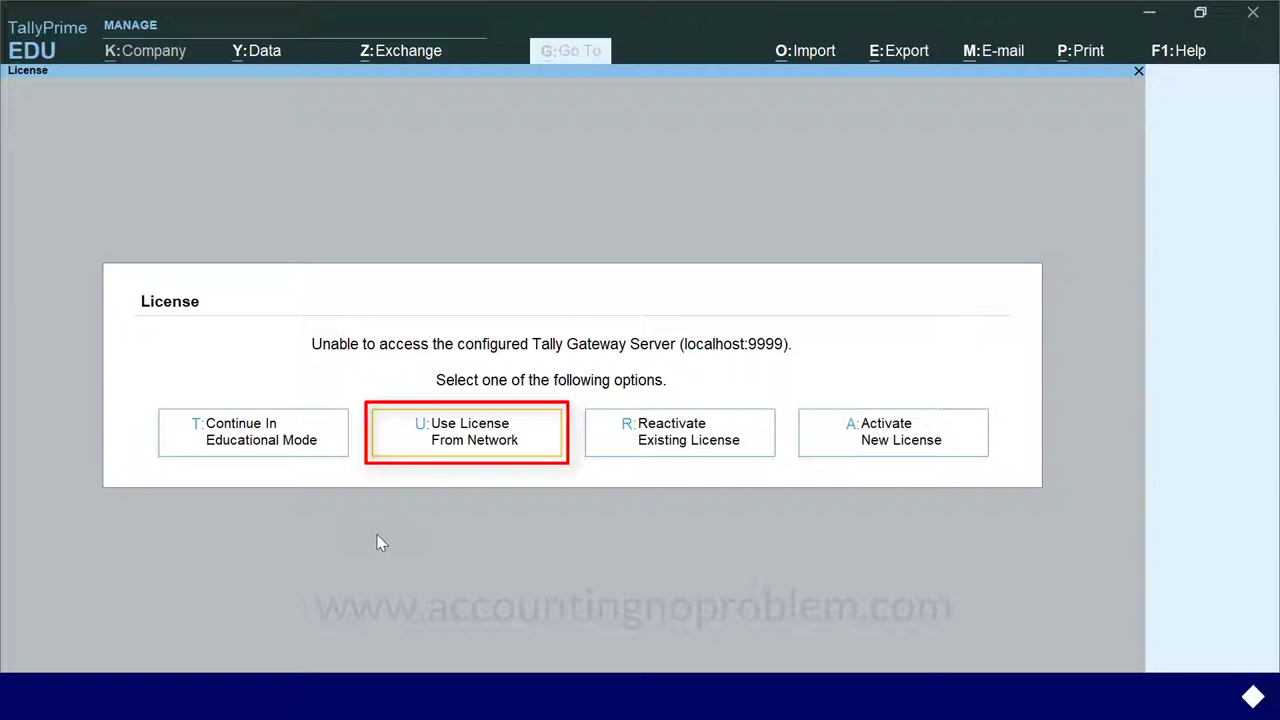 TallyPrime
EDU
MANAGE
K:Company Y:Data Z:Exchange G:Go To O:Import E:Export M:E-mail P:Print F1:Help
License
License
Unable to access the configured Tally Gateway Server (localhost:9999).
Select one of the following options.
T:Continue In
Educational Mode
U:Use License
From Network
R:Reactivate
Existing License
A:Activate
New License
www.accountingnoproblem.com